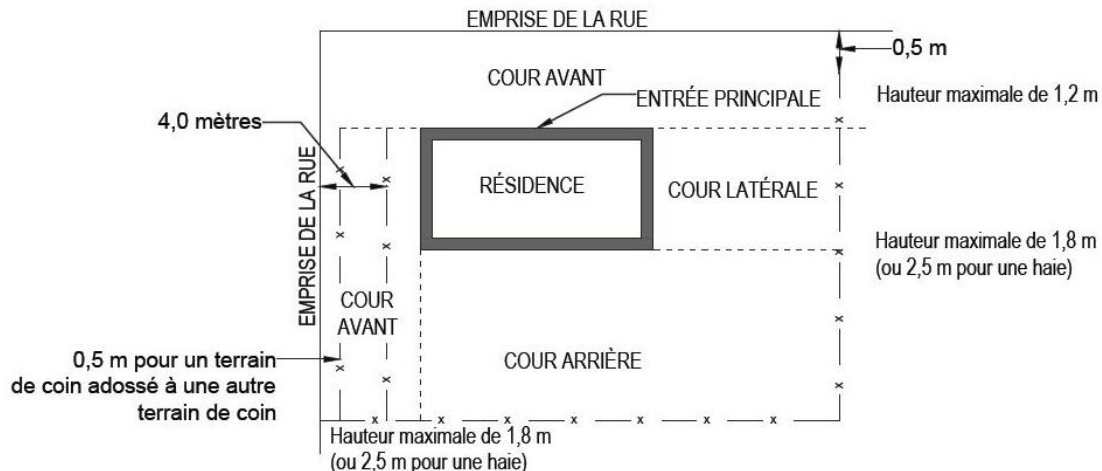 EMPRISE DE LA RUE
0,5 m
COUR AVANT
ENTRÉE PRINCIPALE
Hauteur maximale de 1,2 m
4,0 mètres
EMPRISE DE LA RUE
RÉSIDENCE
COUR LATÉRALE
Hauteur maximale de 1,8 m
(ou 2,5 m pour une haie)
COUR
AVANT
0,5 m pour un terrain
de coin adossé à une autre
terrain de coin
COUR ARRIÈRE
Hauteur maximale de 1,8 m
(ou 2,5 m pour une haie)